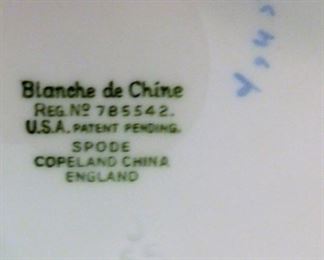 Blanche de Chine
REG. Nº 785542.
U.S.A. PATENT PENDING.
SPODE
COPELAND CHINA
ENGLAND